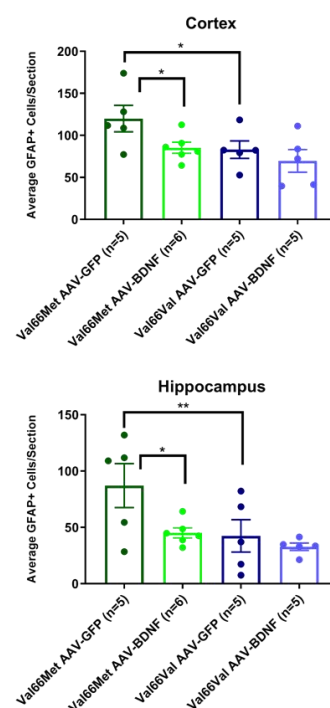 Cortex
Average GFAP+ Cells/Section
200
150
100
50
0
*
*
Val66Met AAV-GFP (n=5)
Val66Met AAV-BDNF (n=6)
Val66Val AAV-GFP (n=5)
Val66Val AAV-BDNF (n=5)
Hippocampus
Average GFAP+ Cells/Section
150
100
50
0
**
*
Val66Met AAV-GFP (n=5)
Val66Met AAV-BDNF (n=6)
Val66Val AAV-GFP (n=5)
Val66Val AAV-BDNF (n=5)